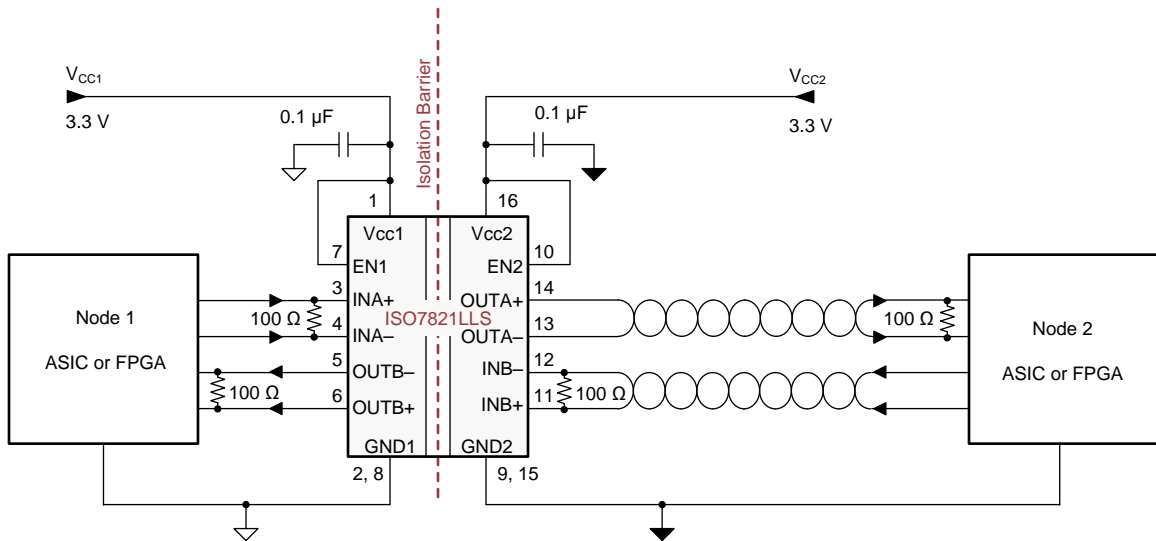 V_CC1
3.3 V
0.1 µF
Isolation Barrier
0.1 µF
V_CC2
3.3 V
1
16
Vcc1
Vcc2
7
EN1
EN2
10
3
INA+
OUTA+
14
100 Ω
ISO7821LLS
100 Ω
4
INA–
OUTA–
13
5
OUTB–
INB–
12
100 Ω
100 Ω
6
OUTB+
INB+
11
GND1
GND2
2, 8
9, 15
Node 1
ASIC or FPGA
Node 2
ASIC or FPGA